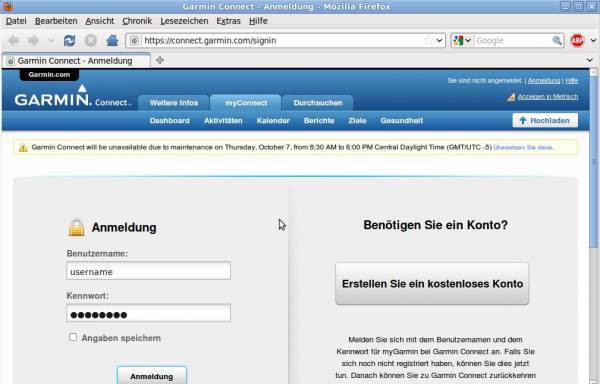 Garmin Connect - Anmeldung - Mozilla Firefox
Datei Bearbeiten Ansicht Chronik Lesezeichen Extras Hilfe
https://connect.garmin.com/signin
Google
ABP
Garmin Connect - Anmeldung
Garmin.com
Sie sind nicht angemeldet. | Anmeldung | Hilfe
GARMIN. Connect
Weitere Infos myConnect Durchsuchen
Anzeigen in Metrisch
Dashboard Aktivitäten Kalender Berichte Ziele Gesundheit
Hochladen
Garmin Connect will be unavailable due to maintenance on Thursday, October 7, from 8:30 AM to 6:00 PM Central Daylight Time (GMT/UTC -5) Übersetzen Sie diese.
Anmeldung
Benutzername:
username
Kennwort:
Angaben speichern
Anmeldung
Benötigen Sie ein Konto?
Erstellen Sie ein kostenloses Konto
Melden Sie sich mit dem Benutzernamen und dem
Kennwort für myGarmin bei Garmin Connect an. Falls Sie
sich noch nicht registriert haben, können Sie dies jetzt
tun. Danach können Sie zu Garmin Connect zurückkehren